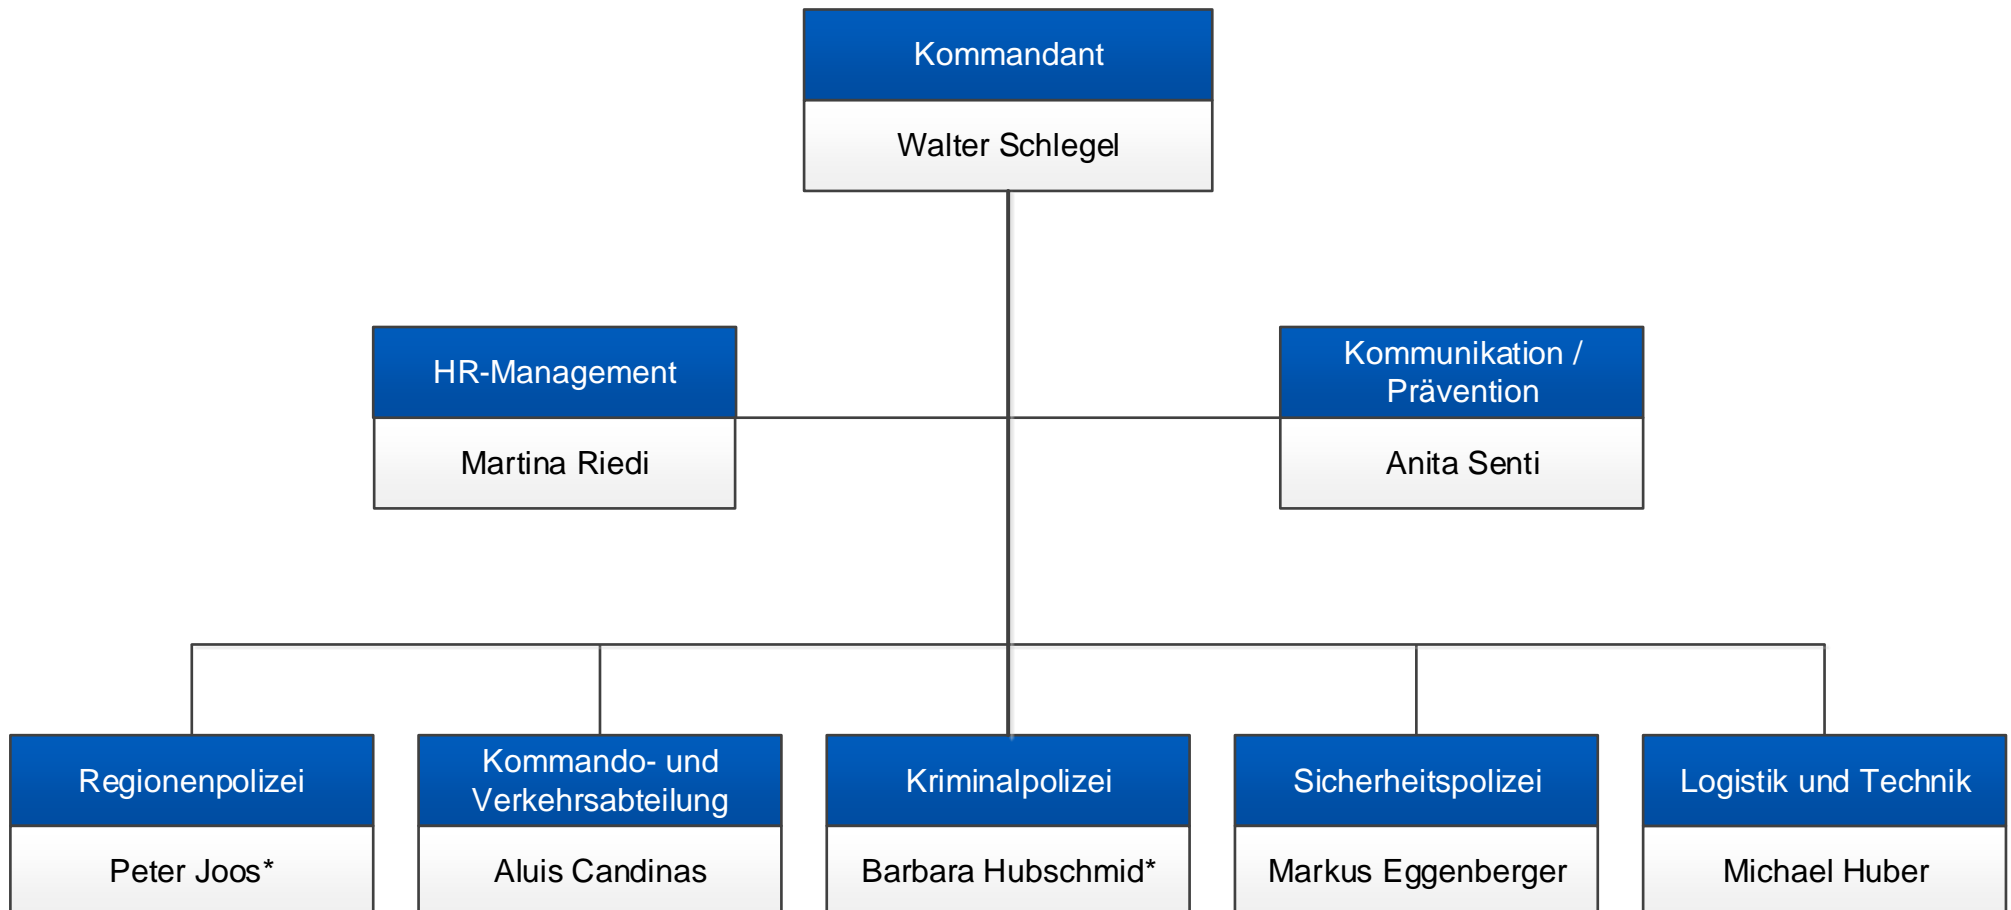 Kommandant
Walter Schlegel
HR-Management
Martina Riedi
Kommunikation /
Prävention
Anita Senti
Regionenpolizei
Peter Joos*
Kommando- und
Verkehrsabteilung
Aluis Candinas
Kriminalpolizei
Barbara Hubschmid*
Sicherheitspolizei
Markus Eggenberger
Logistik und Technik
Michael Huber